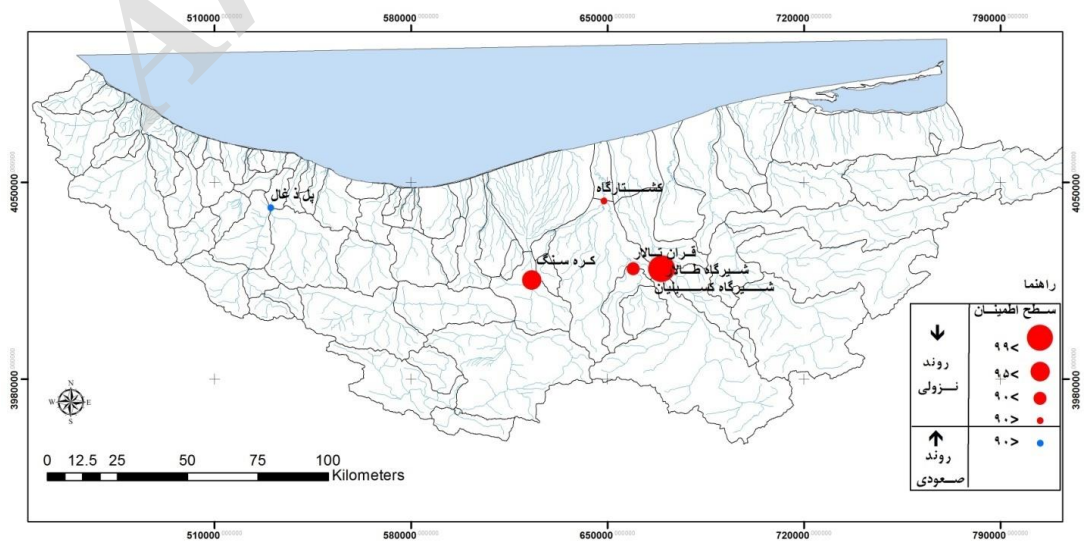 510000 580000 650000 720000 790000
4050000
4050000
3980000
3980000
پل ذغال
کشتارگاه
قران تالار
کره سنگ
شیرگاه طالار
شیرگاه کسیلیان
N
W E
S
0 12.5 25 50 75 100
Kilometers
راهنما
سطح اطمینان
↓
روند
نزولی
۹۹<
۹۵<
۹۰<
۹۰>
↑
روند
صعودی
۹۰>
510000 580000 650000 720000 790000